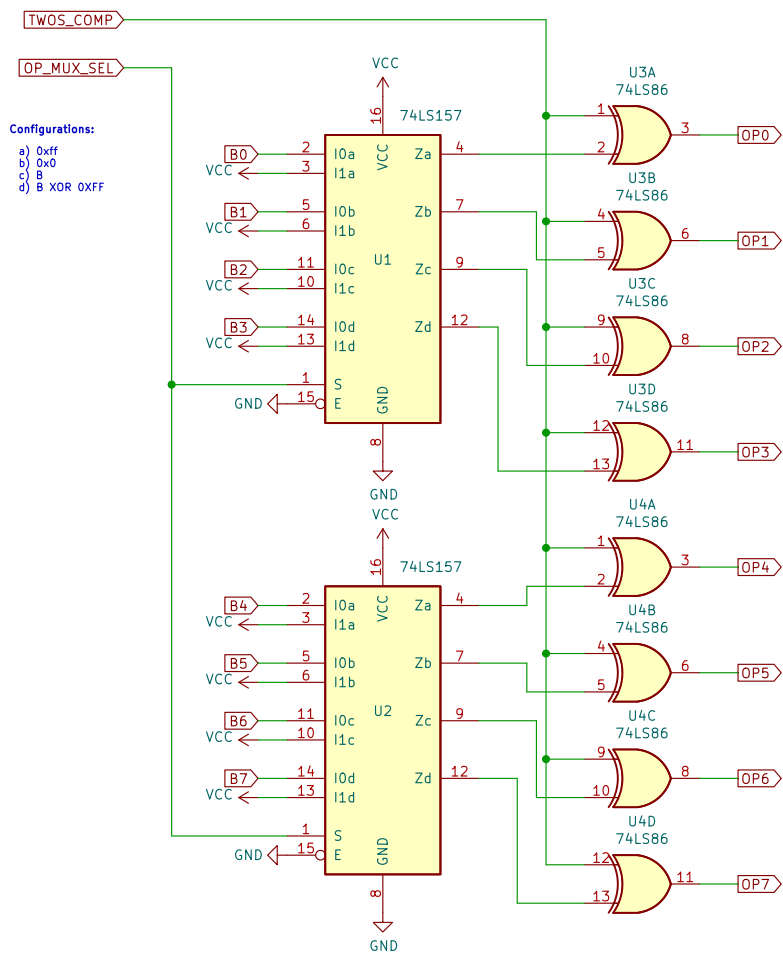 TWOS_COMP
OP_MUX_SEL
Configurations:
a) 0xff
b) 0x0
c) B
d) B XOR 0XFF
VCC
16
74LS157
VCC
B0 2 I0a Za 4
VCC 3 I1a
B1 5 I0b Zb 7
VCC 6 I1b
U1
B2 11 I0c Zc 9
VCC 10 I1c
B3 14 I0d Zd 12
VCC 13 I1d
1 S
GND 15 E
GND
8
GND
U3A
74LS86
1
2
3 OP0
U3B
74LS86
4
5
6 OP1
U3C
74LS86
9
10
8 OP2
U3D
74LS86
12
13
11 OP3
VCC
16
74LS157
VCC
B4 2 I0a Za 4
VCC 3 I1a
B5 5 I0b Zb 7
VCC 6 I1b
U2
B6 11 I0c Zc 9
VCC 10 I1c
B7 14 I0d Zd 12
VCC 13 I1d
1 S
GND 15 E
GND
8
GND
U4A
74LS86
1
2
3 OP4
U4B
74LS86
4
5
6 OP5
U4C
74LS86
9
10
8 OP6
U4D
74LS86
12
13
11 OP7